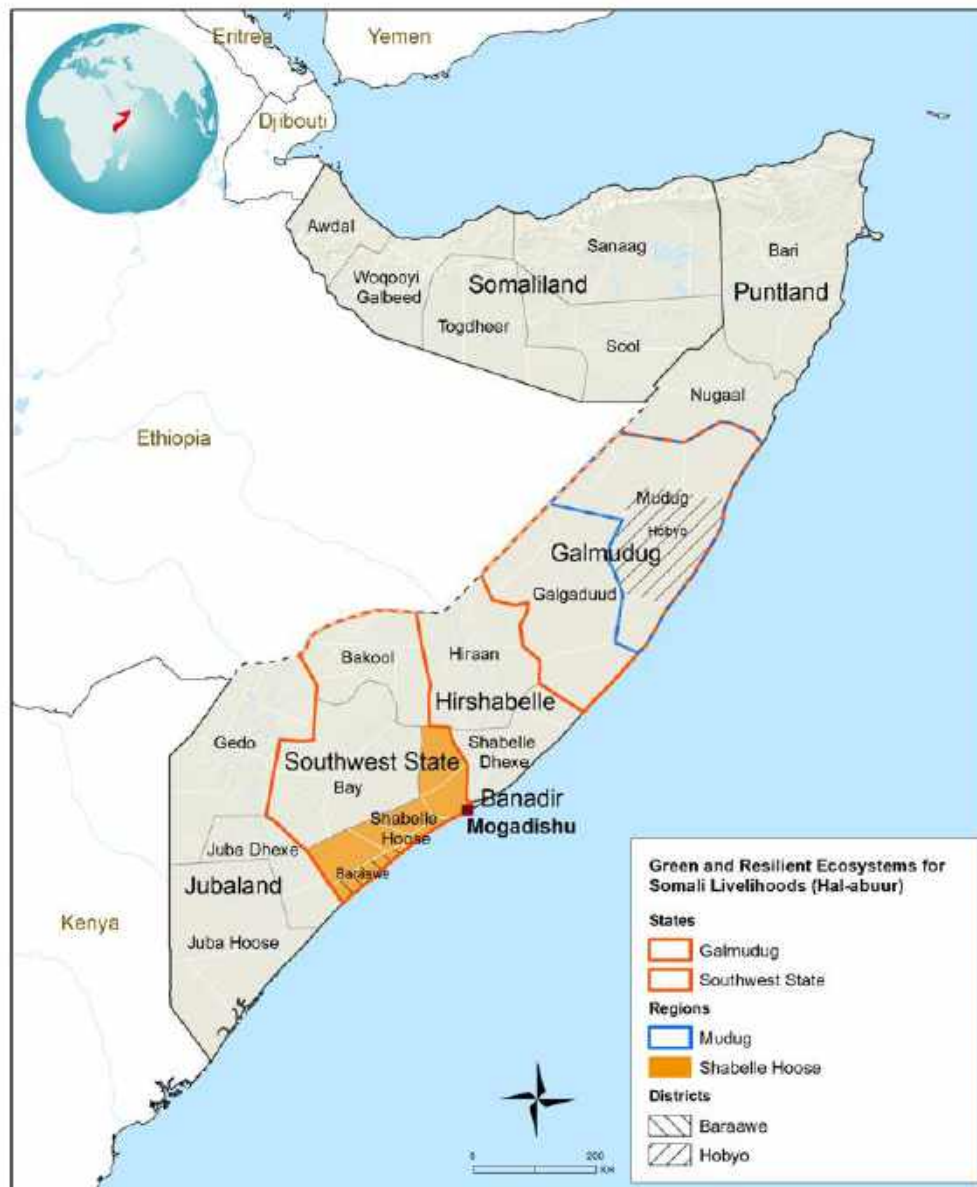 Eritrea
Yemen
Djibouti
Awdal
Sanaag
Bari
Woqooyi
Galbeed
Somaliland
Puntland
Togdheer
Sool
Nugaal
Ethiopia
Mudug
Hobyo
Galmudug
Galgaduud
Bakool
Hiraan
Hirshabelle
Gedo
Shabelle
Dhexe
Southwest State
Bay
Banadir
Mogadishu
Shabelle
Hoose
Juba Dhexe
Baraawe
Jubaland
Kenya
Juba Hoose
Green and Resilient Ecosystems for
Somali Livelihoods (Hal-abuur)
States
Galmudug
Southwest State
Regions
Mudug
Shabelle Hoose
Districts
Baraawe
Hobyo
0 200
KM